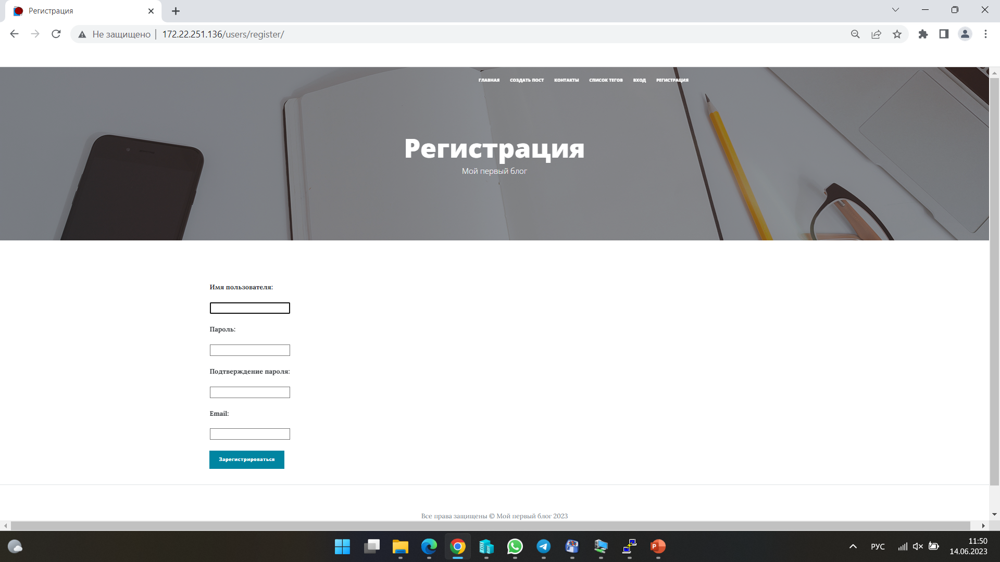 Регистрация
Не защищено | 172.22.251.136/users/register/
ГЛАВНАЯ СОЗДАТЬ ПОСТ КОНТАКТЫ СПИСОК ТЕГОВ ВХОД РЕГИСТРАЦИЯ
Регистрация
Мой первый блог
Имя пользователя:
Пароль:
Подтверждение пароля:
Email:
Зарегистрироваться
Все права защищены © Мой первый блог 2023
РУС
11:50
14.06.2023